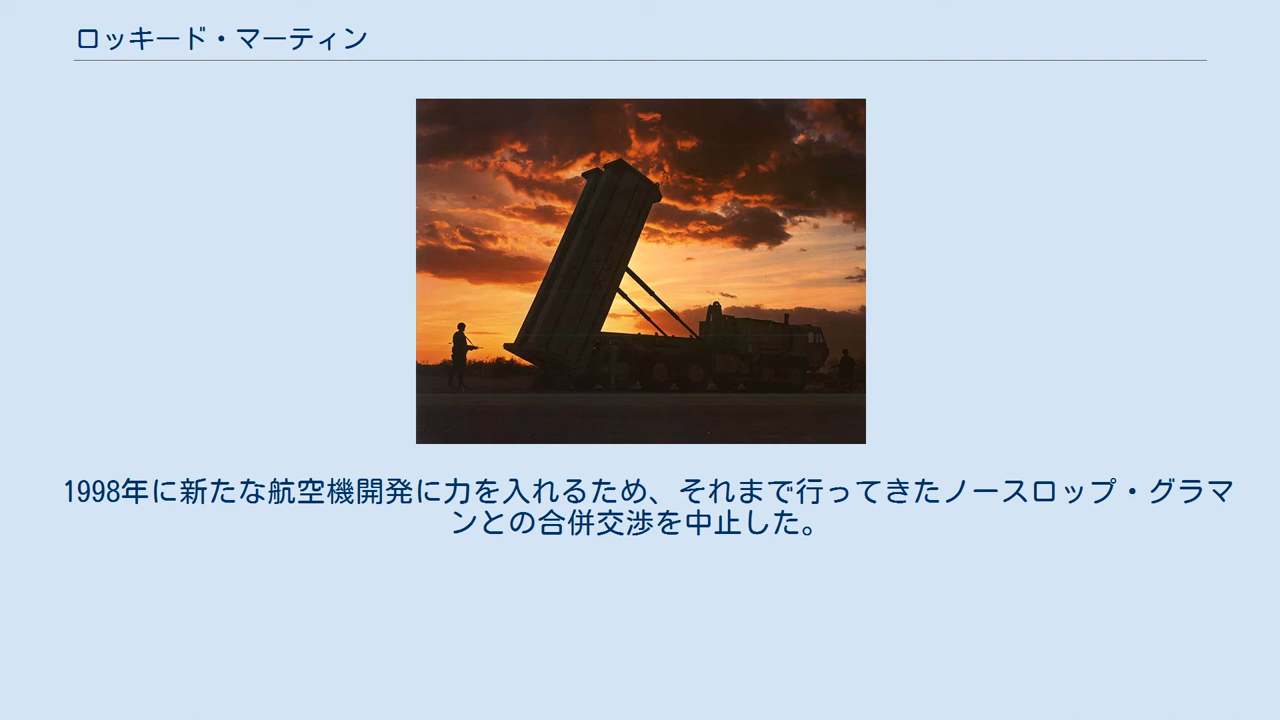 ロッキード・マーティン
1998年に新たな航空機開発に力を入れるため、それまで行ってきたノースロップ・グラマ
ンとの合併交渉を中止した。